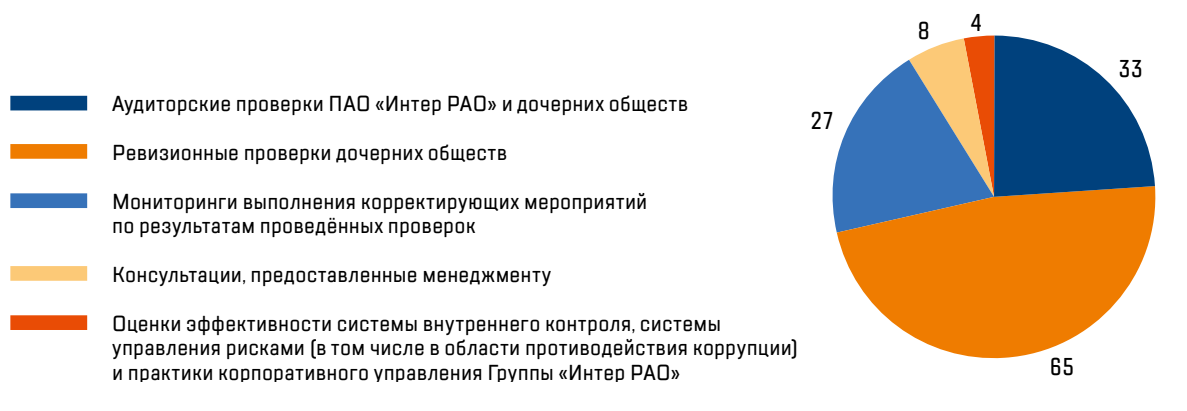 Аудиторские проверки ПАО «Интер РАО» и дочерних обществ
Ревизионные проверки дочерних обществ
Мониторинги выполнения корректирующих мероприятий
по результатам проведённых проверок
Консультации, предоставленные менеджменту
Оценки эффективности системы внутреннего контроля, системы
управления рисками (в том числе в области противодействия коррупции)
и практики корпоративного управления Группы «Интер РАО»
8
4
33
27
65